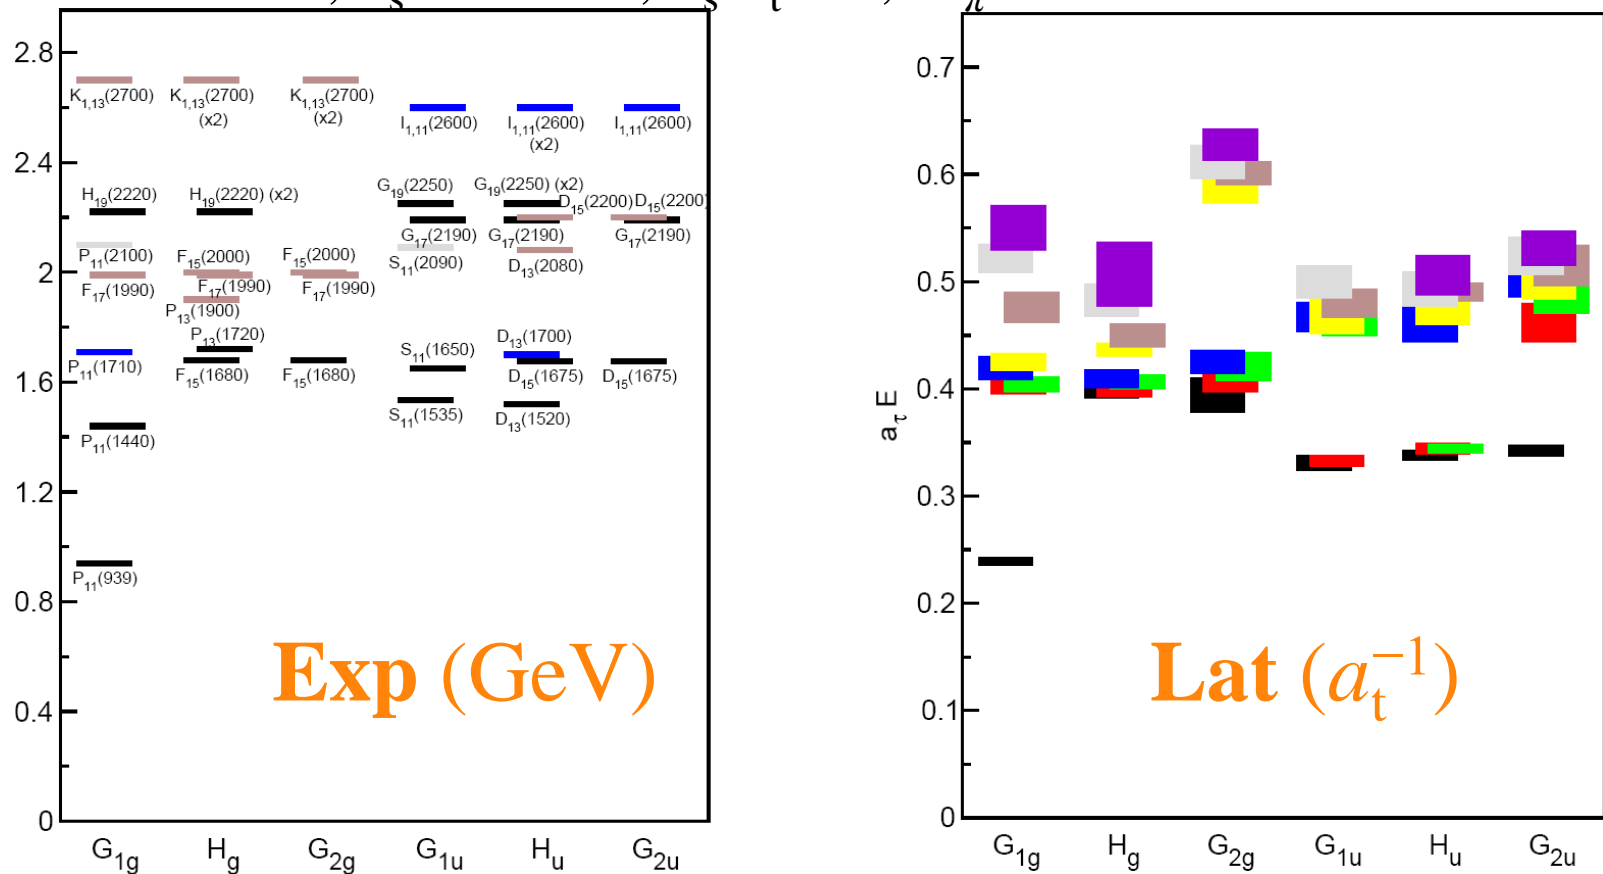 2.8
2.4
2
1.6
1.2
0.8
0.4
0
K1,13(2700)
K1,13(2700)
(x2)
K1,13(2700)
(x2)
I1,11(2600)
I1,11(2600)
(x2)
I1,11(2600)
H19(2220)
H19(2220) (x2)
G19(2250)
G19(2250) (x2)
D15(2200)
D15(2200)
G17(2190)
G17(2190)
G17(2190)
P11(2100)
F15(2000)
F15(2000)
S11(2090)
D13(2080)
F17(1990)
F17(1990)
F17(1990)
P13(1900)
P13(1720)
D13(1700)
P11(1710)
F15(1680)
F15(1680)
S11(1650)
D15(1675)
D15(1675)
S11(1535)
D13(1520)
P11(1440)
P11(939)
Exp (GeV)
G1g Hg G2g G1u Hu G2u
0.7
0.6
0.5
0.4
0.3
0.2
0.1
0
aτ E
Lat (at−1)
G1g Hg G2g G1u Hu G2u